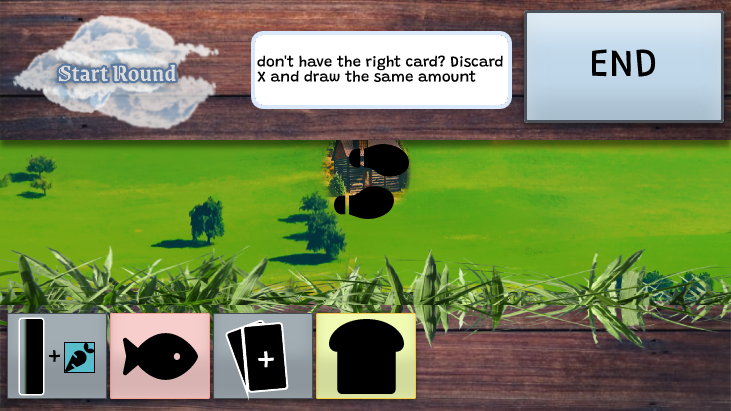 Start Round
don't have the right card? Discard
X and draw the same amount
END
+
+